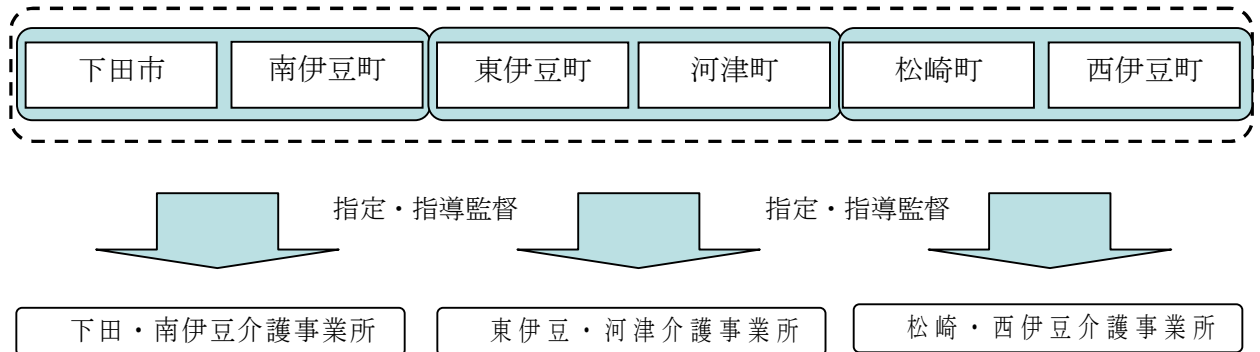 下田市 南伊豆町 東伊豆町 河津町 松崎町 西伊豆町
指定・指導監督 指定・指導監督
下田・南伊豆介護事業所 東伊豆・河津介護事業所 松崎・西伊豆介護事業所